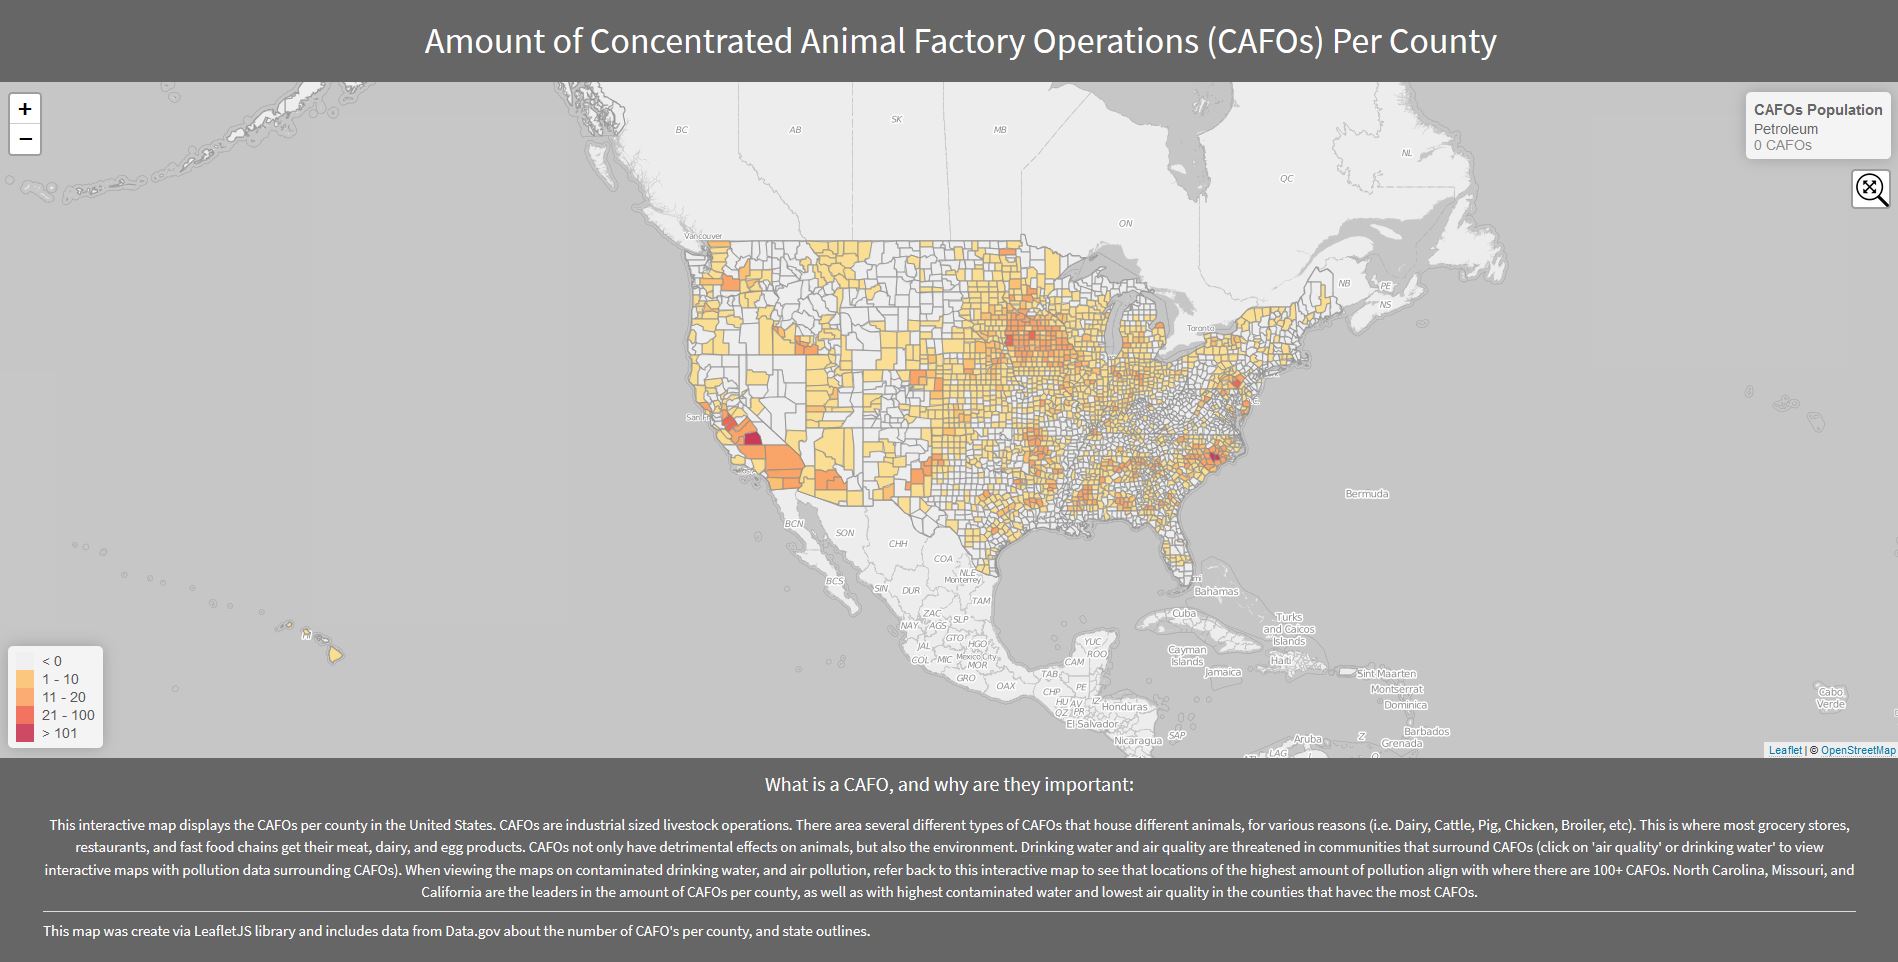 Amount of Concentrated Animal Factory Operations (CAFOs) Per County
+
−
CAFOs Population
Petroleum
0 CAFOs
BC
AB
SK
MB
NL
QC
ON
Vancouver
NB
PE
NS
Toronto
San Fr
Bermuda
BCN
SON
CHH
COA
NLE
Monterrey
BCS
SIN
DUR
TAM
ZAC
SLP
NAY
AGS
GTO
HGO
JAL
Mexico City
COL
MIC
MOR
GRO
OAX
YUC
ROO
CAM
TAB
CHP
PE
HU
AV
IZ
QZ
PR
Honduras
El Salvador
Nicaragua
SAP
Bahamas
Cuba
Turks
and Caicos
Islands
Cayman
Islands
Haiti
Jamaica
Sint Maarten
Montserrat
Dominica
Barbados
Grenada
Aruba
Z
LAG
Cabo
Verde
HI
< 0
1 - 10
11 - 20
21 - 100
> 101
Leaflet | © OpenStreetMap
What is a CAFO, and why are they important:
This interactive map displays the CAFOs per county in the United States. CAFOs are industrial sized livestock operations. There area several different types of CAFOs that house different animals, for various reasons (i.e. Dairy, Cattle, Pig, Chicken, Broiler, etc). This is where most grocery stores,
restaurants, and fast food chains get their meat, dairy, and egg products. CAFOs not only have detrimental effects on animals, but also the environment. Drinking water and air quality are threatened in communities that surround CAFOs (click on 'air quality' or drinking water' to view
interactive maps with pollution data surrounding CAFOs). When viewing the maps on contaminated drinking water, and air pollution, refer back to this interactive map to see that locations of the highest amount of pollution align with where there are 100+ CAFOs. North Carolina, Missouri, and
California are the leaders in the amount of CAFOs per county, as well as with highest contaminated water and lowest air quality in the counties that havec the most CAFOs.
This map was create via LeafletJS library and includes data from Data.gov about the number of CAFO's per county, and state outlines.